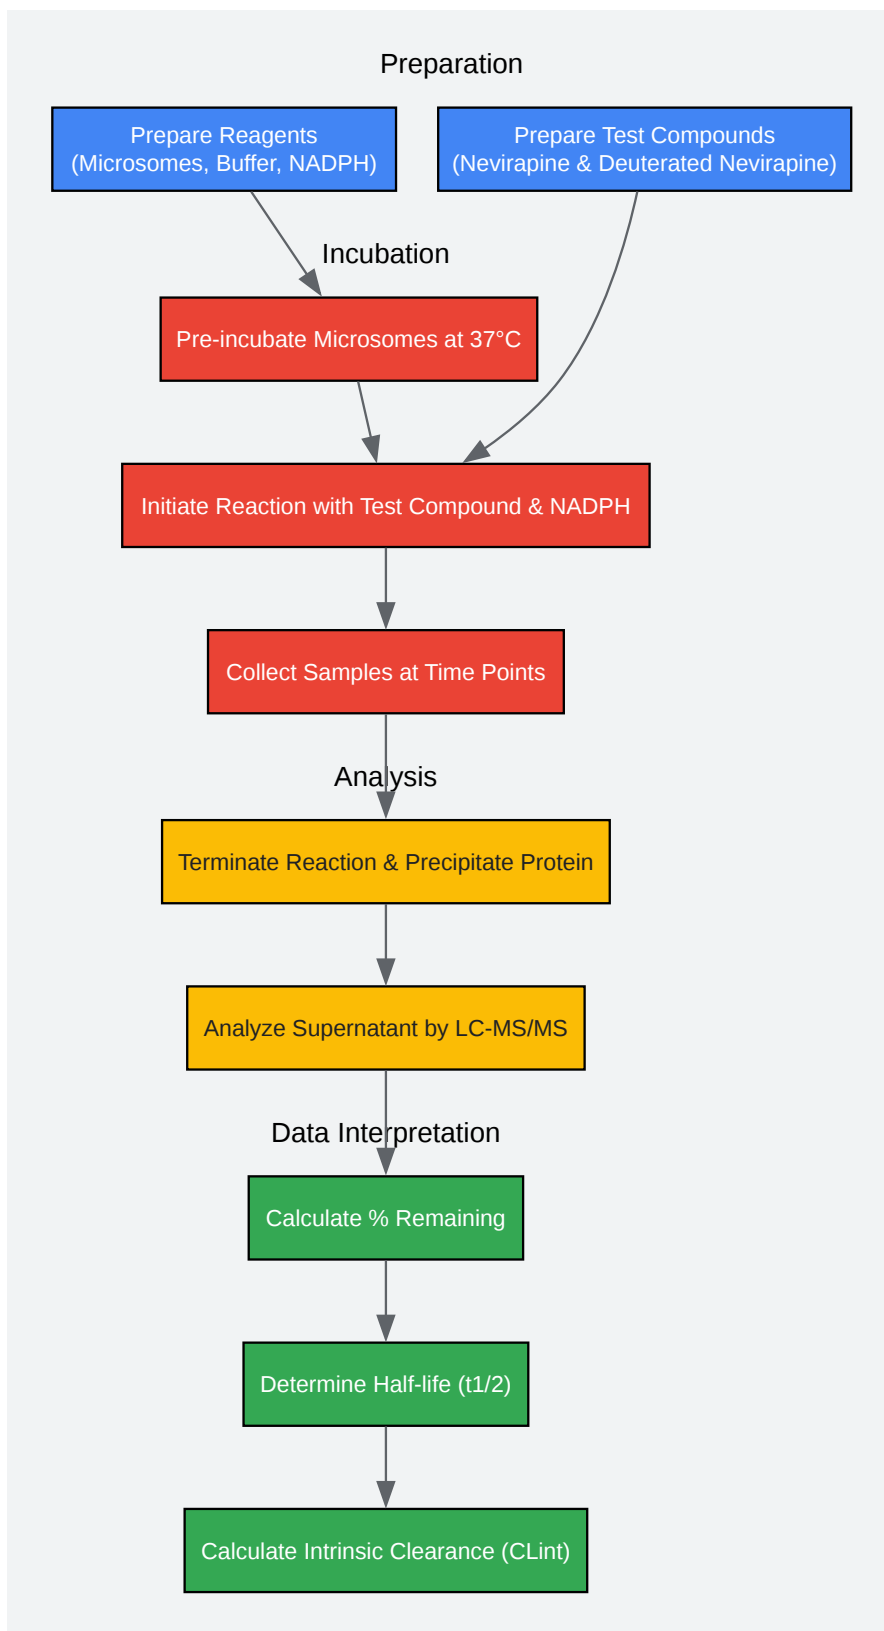 Preparation
Prepare Reagents
(Microsomes, Buffer, NADPH)
Prepare Test Compounds
(Nevirapine & Deuterated Nevirapine)
Incubation
Pre-incubate Microsomes at 37°C
Initiate Reaction with Test Compound & NADPH
Collect Samples at Time Points
Analysis
Terminate Reaction & Precipitate Protein
Analyze Supernatant by LC-MS/MS
Data Interpretation
Calculate % Remaining
Determine Half-life (t1/2)
Calculate Intrinsic Clearance (CLint)